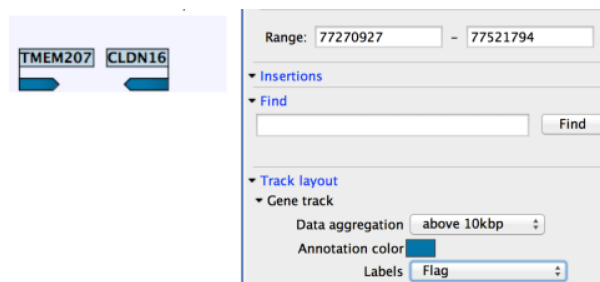 TMEM207 CLDN16
Range: 77270927 - 77521794
Insertions
Find
Find
Track layout
Gene track
Data aggregation above 10kbp
Annotation color
Labels Flag